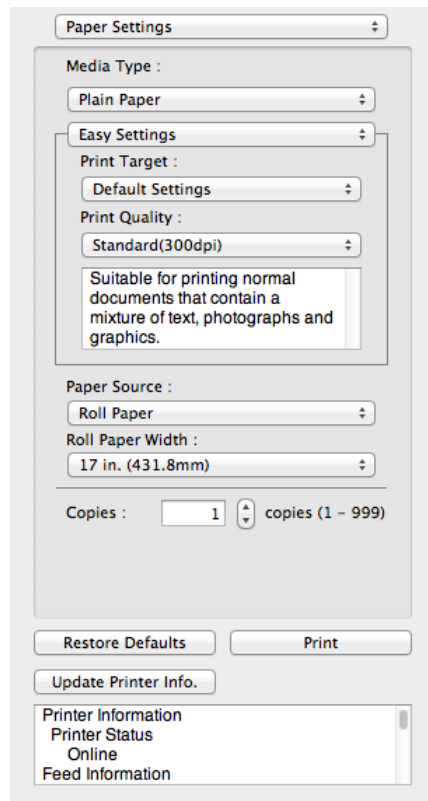 Paper Settings
Media Type :
Plain Paper
Easy Settings
Print Target :
Default Settings
Print Quality :
Standard(300dpi)
Suitable for printing normal
documents that contain a
mixture of text, photographs and
graphics.
Paper Source :
Roll Paper
Roll Paper Width :
17 in. (431.8mm)
Copies : 1 copies (1 – 999)
Restore Defaults Print
Update Printer Info.
Printer Information
Printer Status
Online
Feed Information